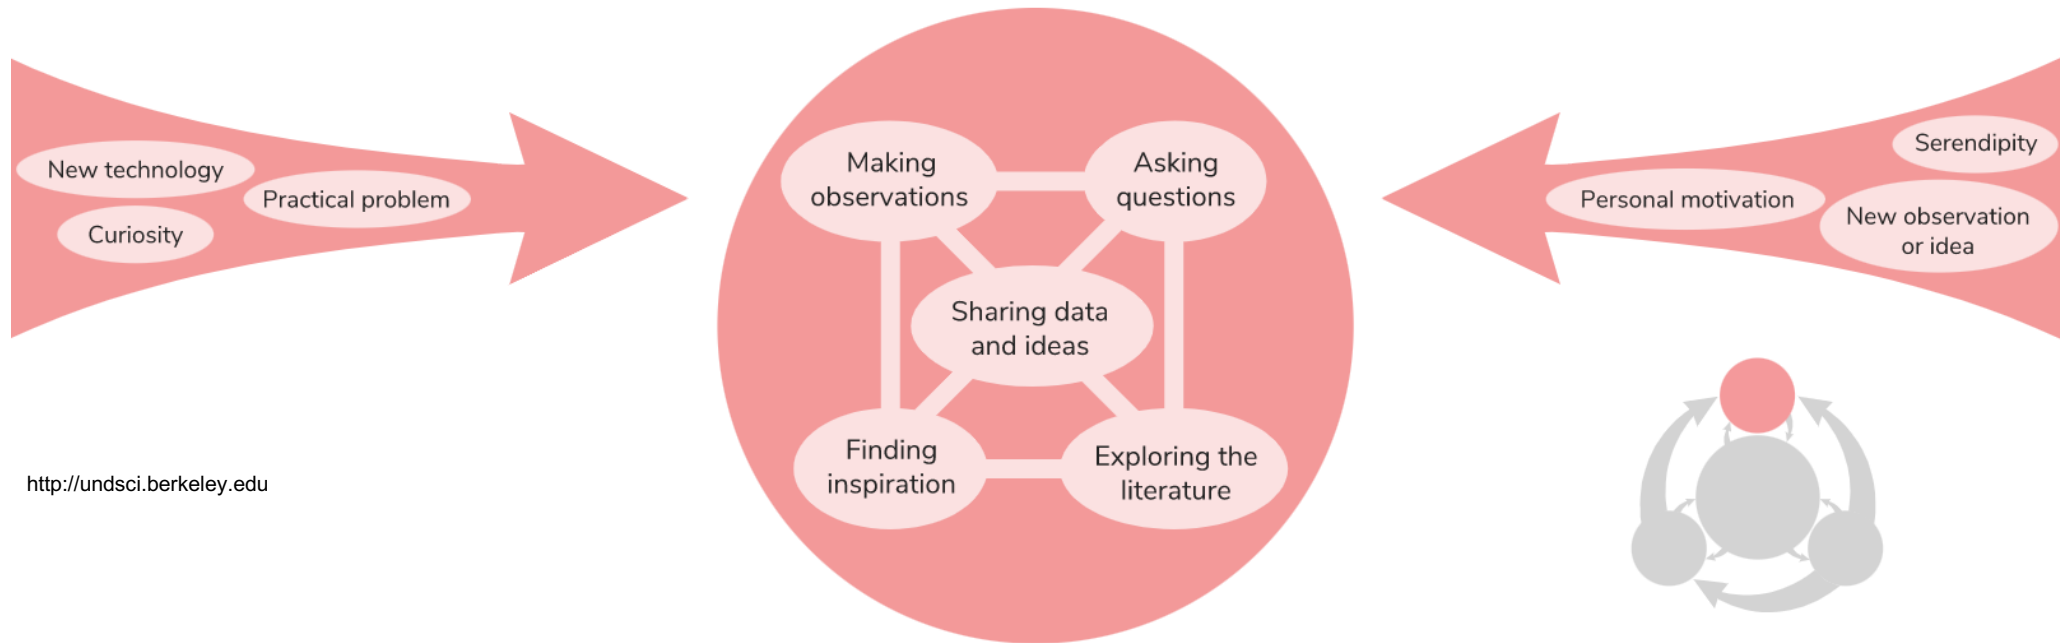 New technology
Practical problem
Curiosity
Making
observations
Asking
questions
Sharing data
and ideas
Finding
inspiration
Exploring the
literature
Serendipity
Personal motivation
New observation
or idea
http://undsci.berkeley.edu